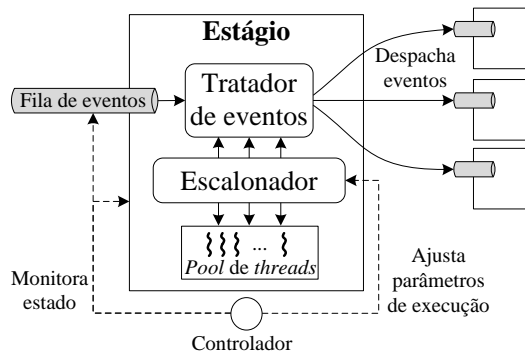 Estágio
Despacha
eventos
Fila de eventos
Tratador
de eventos
Escalonador
...
Pool de threads
Monitora
estado
Ajusta
parâmetros
de execução
Controlador